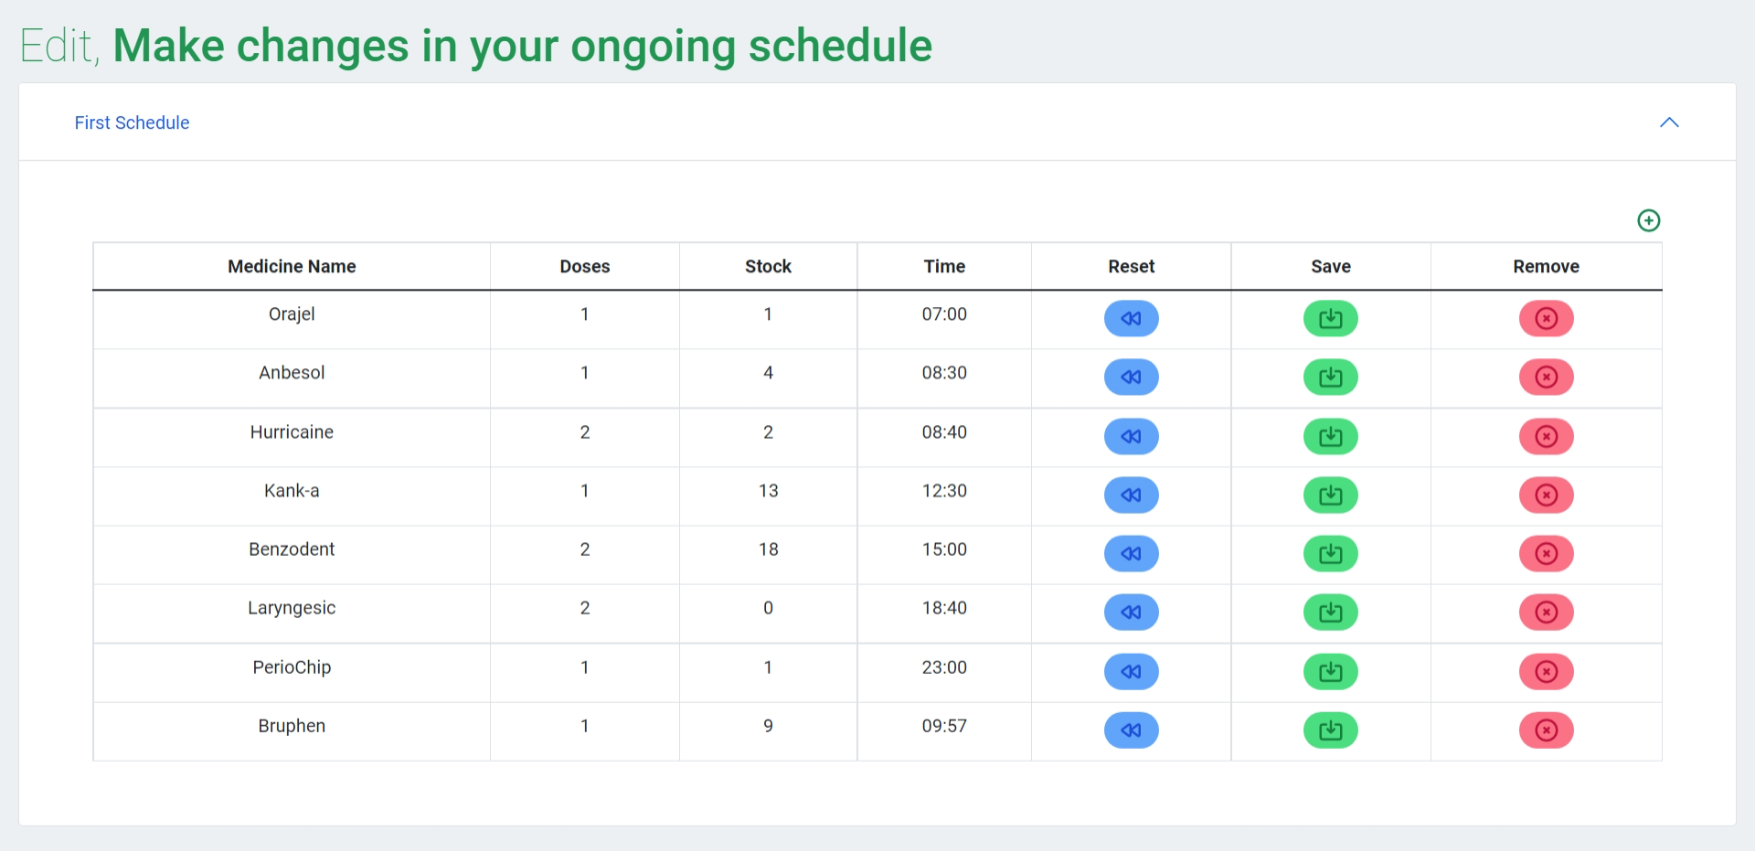 Edit, Make changes in your ongoing schedule
First Schedule
Medicine Name Doses Stock Time Reset Save Remove
Orajel 1 1 07:00
Anbesol 1 4 08:30
Hurricaine 2 2 08:40
Kank-a 1 13 12:30
Benzodent 2 18 15:00
Laryngesic 2 0 18:40
PerioChip 1 1 23:00
Bruphen 1 9 09:57